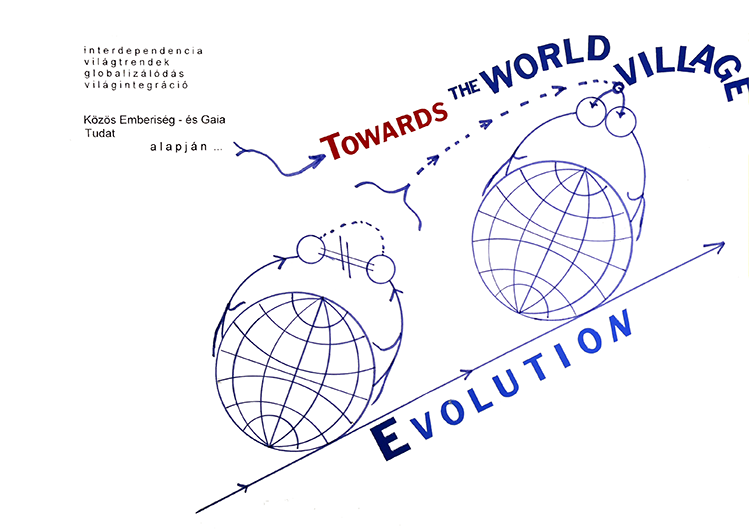 interdependencia
világtrendek
globalizálódás
világintegráció
Közös Emberiség - és Gaia
Tudat
alapján ...
TOWARDS THE WORLD VILLAGE
EVOLUTION